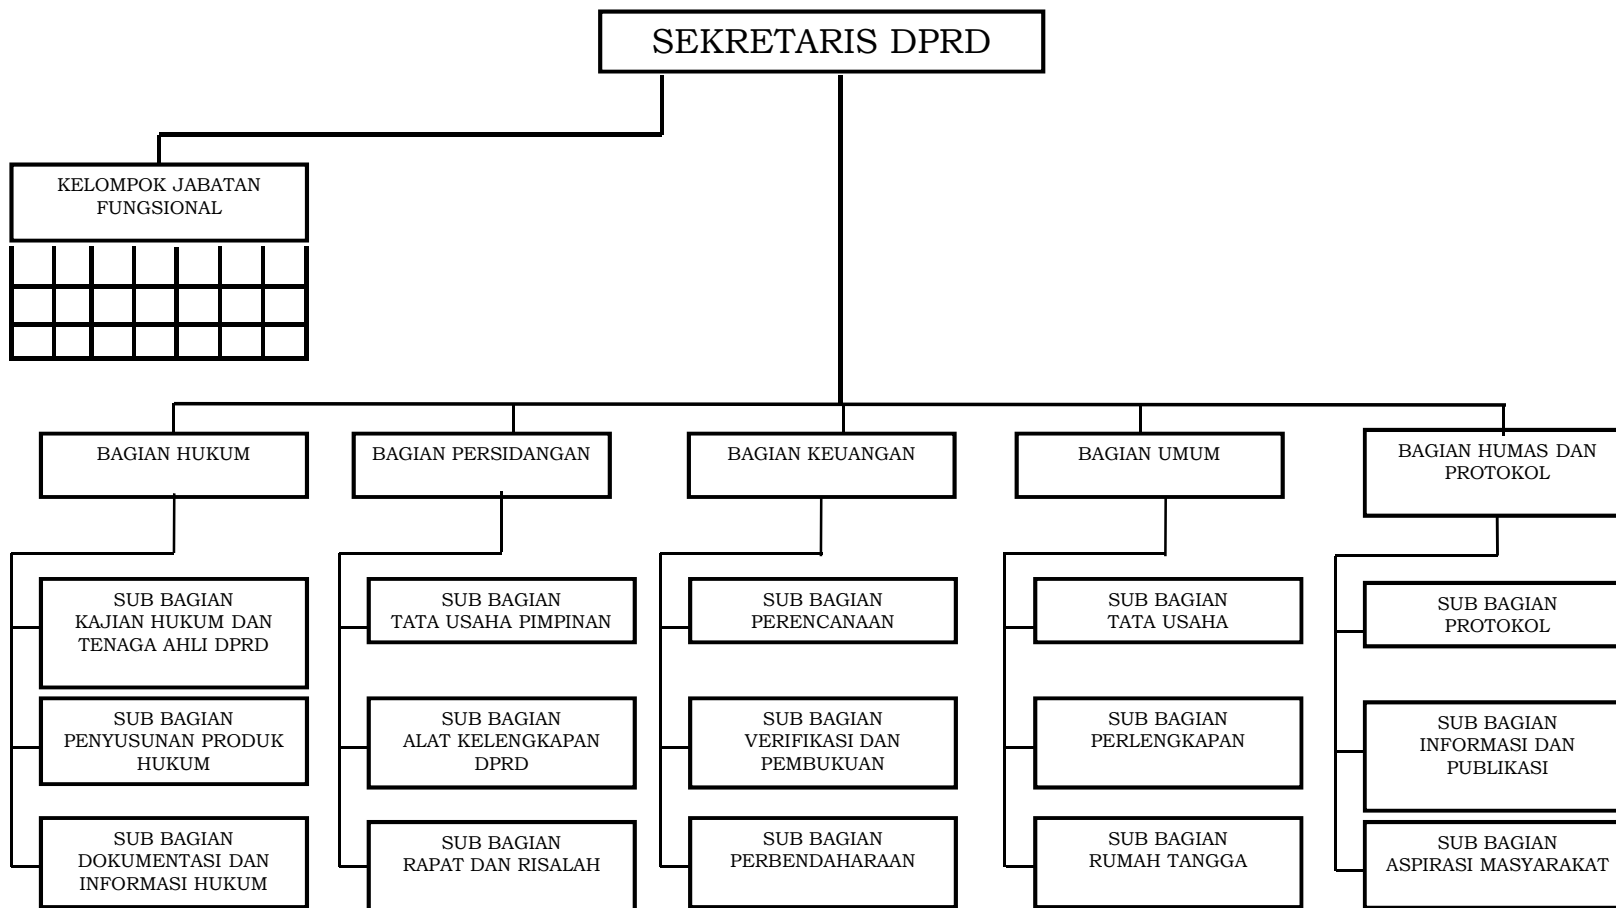 SEKRETARIS DPRD
KELOMPOK JABATAN
FUNGSIONAL
BAGIAN HUKUM
BAGIAN PERSIDANGAN
BAGIAN KEUANGAN
BAGIAN UMUM
BAGIAN HUMAS DAN
PROTOKOL
SUB BAGIAN
KAJIAN HUKUM DAN
TENAGA AHLI DPRD
SUB BAGIAN
TATA USAHA PIMPINAN
SUB BAGIAN
PERENCANAAN
SUB BAGIAN
TATA USAHA
SUB BAGIAN
PROTOKOL
SUB BAGIAN
PENYUSUNAN PRODUK
HUKUM
SUB BAGIAN
ALAT KELENGKAPAN
DPRD
SUB BAGIAN
VERIFIKASI DAN
PEMBUKUAN
SUB BAGIAN
PERLENGKAPAN
SUB BAGIAN
INFORMASI DAN
PUBLIKASI
SUB BAGIAN
DOKUMENTASI DAN
INFORMASI HUKUM
SUB BAGIAN
RAPAT DAN RISALAH
SUB BAGIAN
PERBENDAHARAAN
SUB BAGIAN
RUMAH TANGGA
SUB BAGIAN
ASPIRASI MASYARAKAT